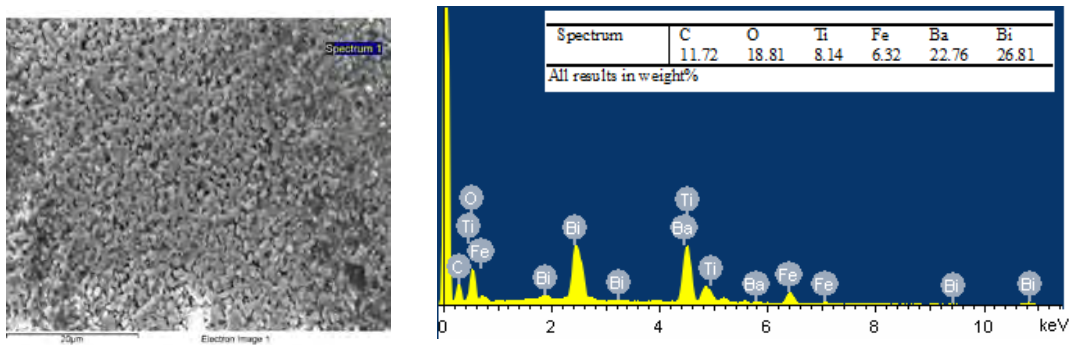 Spectrum 1
20µm
Electron Image 1
Spectrum C O Ti Fe Ba Bi
11.72 18.81 8.14 6.32 22.76 26.81
All results in weight%
O Ti
Ti Bi Ba
Fe
C Bi Bi Ti Ba Fe Fe Bi Bi
0 2 4 6 8 10 keV